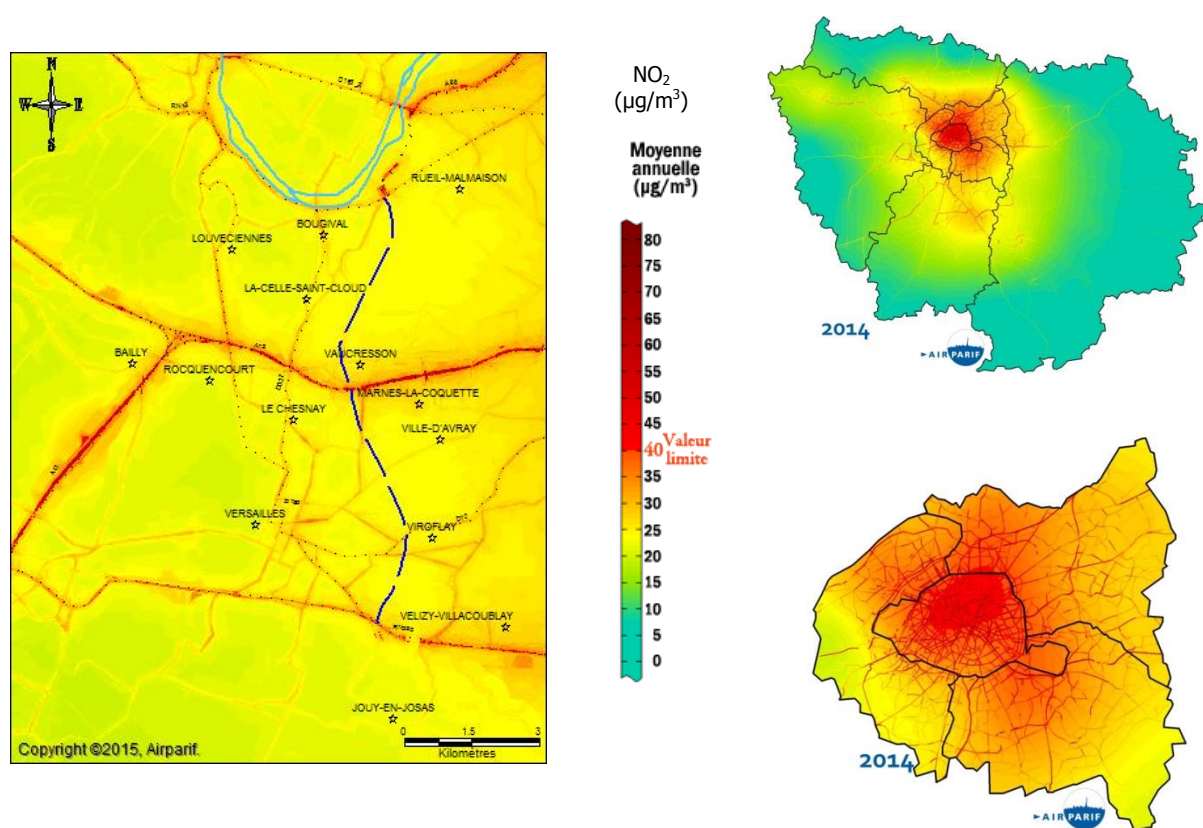 N
W E
S
RUEIL-MALMAISON
BOUGIVAL
LOUVECIENNES
LA-CELLE-SAINT-CLOUD
BAILLY
VAUCRESSON
ROCQUENCOURT
MARNES-LA-COQUETTE
LE CHESNAY
VILLE-D'AVRAY
VERSAILLES
VIROFLAY
VELIZY-VILLACOUBLAY
JOUY-EN-JOSAS
0 1.5 3
Kilomètres
Copyright ©2015, Airparif.
NO₂
(µg/m³)
Moyenne
annuelle
(µg/m³)
80
75
70
65
60
55
50
45
40 Valeur
limite
35
30
25
20
15
10
5
0
2014
AIRPARIF
2014
AIRPARIF